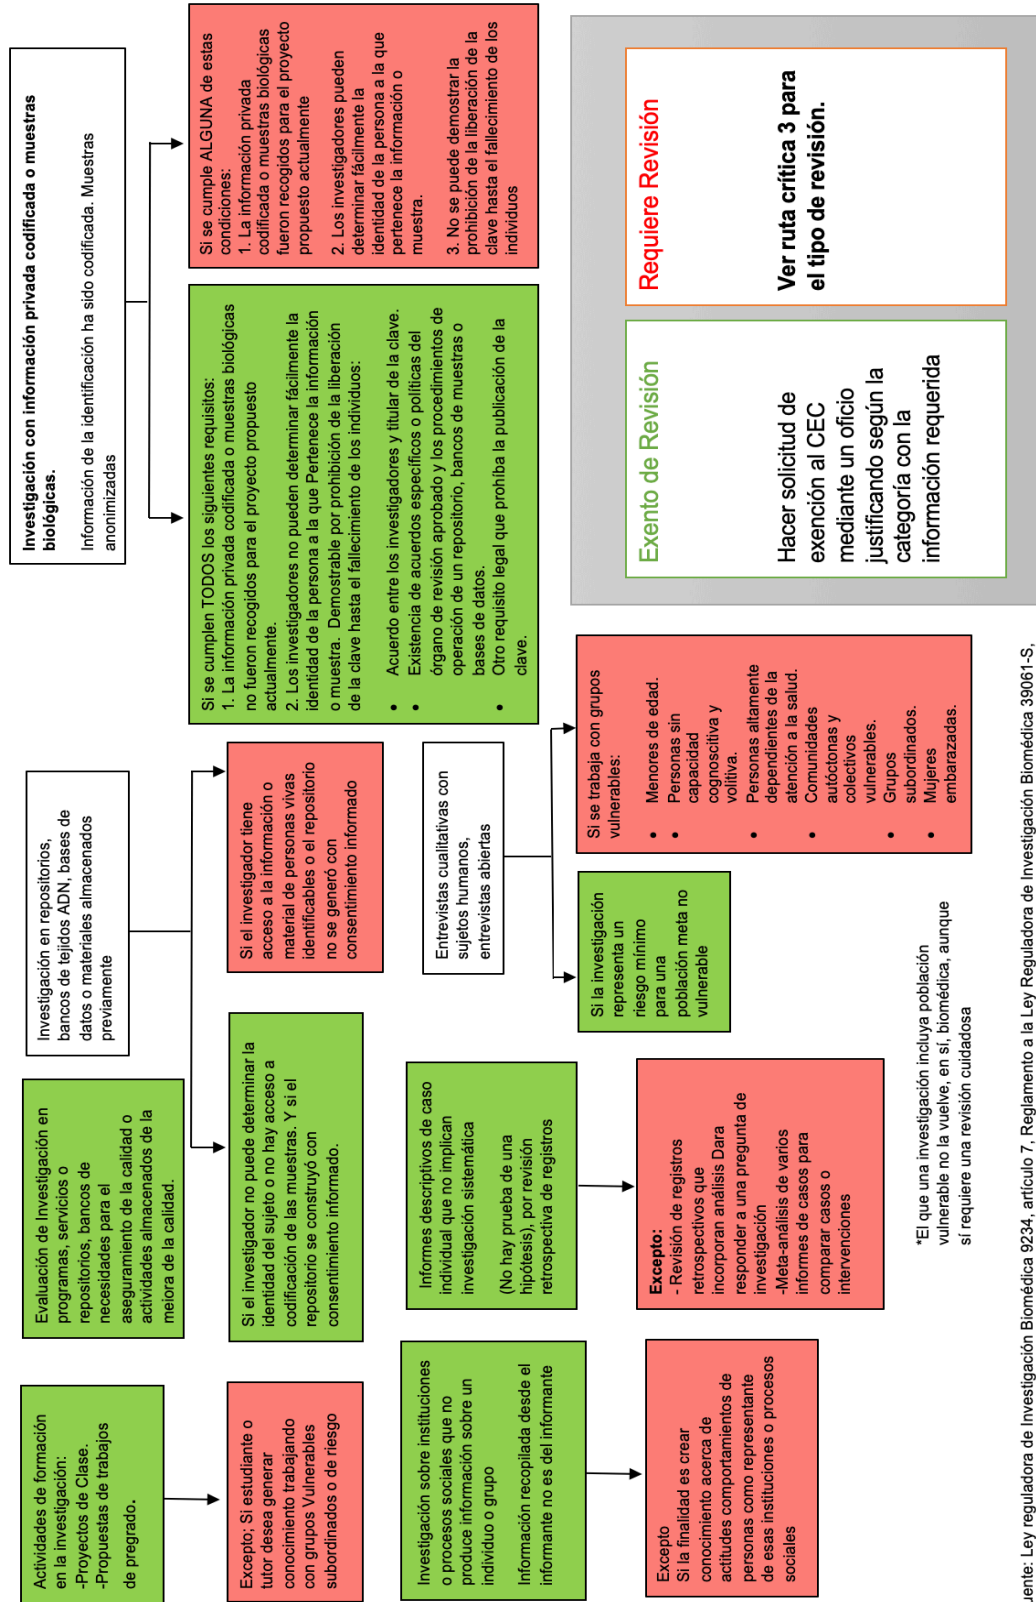 Actividades de formación
en la investigación:
-Proyectos de Clase.
-Propuestas de trabajos
de pregrado.
Excepto; Si estudiante o
tutor desea generar
conocimiento trabajando
con grupos Vulnerables
subordinados o de riesgo
Evaluación de Investigación en
programas, servicios o
repositorios, bancos de
necesidades para el
aseguramiento de la calidad o
actividades almacenados de la
mejora de la calidad.
Investigación en repositorios,
bancos de tejidos ADN, bases de
datos o materiales almacenados
previamente
Si el investigador no puede determinar la
identidad del sujeto o no hay acceso a
codificación de las muestras. Y si el
repositorio se construyó con
consentimiento informado.
Si el investigador tiene
acceso a la información o
material de personas vivas
identificables o el repositorio
no se generó con
consentimiento informado
Investigación con información privada codificada o muestras
biológicas.
Información de la identificación ha sido codificada. Muestras
anonimizadas
Si se cumplen TODOS los siguientes requisitos:
1. La información privada codificada o muestras biológicas
no fueron recogidos para el proyecto propuesto
actualmente.
2. Los investigadores no pueden determinar fácilmente la
identidad de la persona a la que Pertenece la información
o muestra. Demostrable por prohibición de la liberación
de la clave hasta el fallecimiento de los individuos:
• Acuerdo entre los investigadores y titular de la clave.
• Existencia de acuerdos específicos o políticas del
órgano de revisión aprobado y los procedimientos de
operación de un repositorio, bancos de muestras o
bases de datos.
• Otro requisito legal que prohíba la publicación de la
clave.
Si se cumple ALGUNA de estas
condiciones:
1. La información privada
codificada o muestras biológicas
fueron recogidos para el proyecto
propuesto actualmente
2. Los investigadores pueden
determinar fácilmente la
identidad de la persona a la que
pertenece la información o
muestra.
3. No se puede demostrar la
prohibición de la liberación de la
clave hasta el fallecimiento de los
individuos
Investigación sobre instituciones
o procesos sociales que no
produce información sobre un
individuo o grupo
Información recopilada desde el
informante no es del informante
Excepto
Si la finalidad es crear
conocimiento acerca de
actitudes comportamientos de
personas como representante
de esas instituciones o procesos
sociales
Informes descriptivos de caso
individual que no implican
investigación sistemática
(No hay prueba de una
hipótesis), por revisión
retrospectiva de registros
Excepto:
- Revisión de registros
retrospectivos que
incorporan análisis Dara
responder a una pregunta de
investigación
-Meta-análisis de varios
informes de casos para
comparar casos o
intervenciones
Entrevistas cualitativas con
sujetos humanos,
entrevistas abiertas
Si la investigación
representa un
riesgo mínimo
para una
población meta no
vulnerable
Si se trabaja con grupos
vulnerables:
• Menores de edad.
• Personas sin
capacidad
cognoscitiva y
volitiva.
• Personas altamente
dependientes de la
atención a la salud.
• Comunidades
autóctonas y
colectivos
vulnerables.
• Grupos
subordinados.
• Mujeres
embarazadas.
*El que una investigación incluya población
vulnerable no la vuelve, en sí, biomédica, aunque
sí requiere una revisión cuidadosa
Exento de Revisión
Hacer solicitud de
exención al CEC
mediante un oficio
justificando según la
categoría con la
información requerida
Requiere Revisión
Ver ruta crítica 3 para
el tipo de revisión.
uente: Ley reguladora de Investigación Biomédica 9234, artículo 7, Reglamento a la Ley Reguladora de Investigación Biomédica 39061-S,